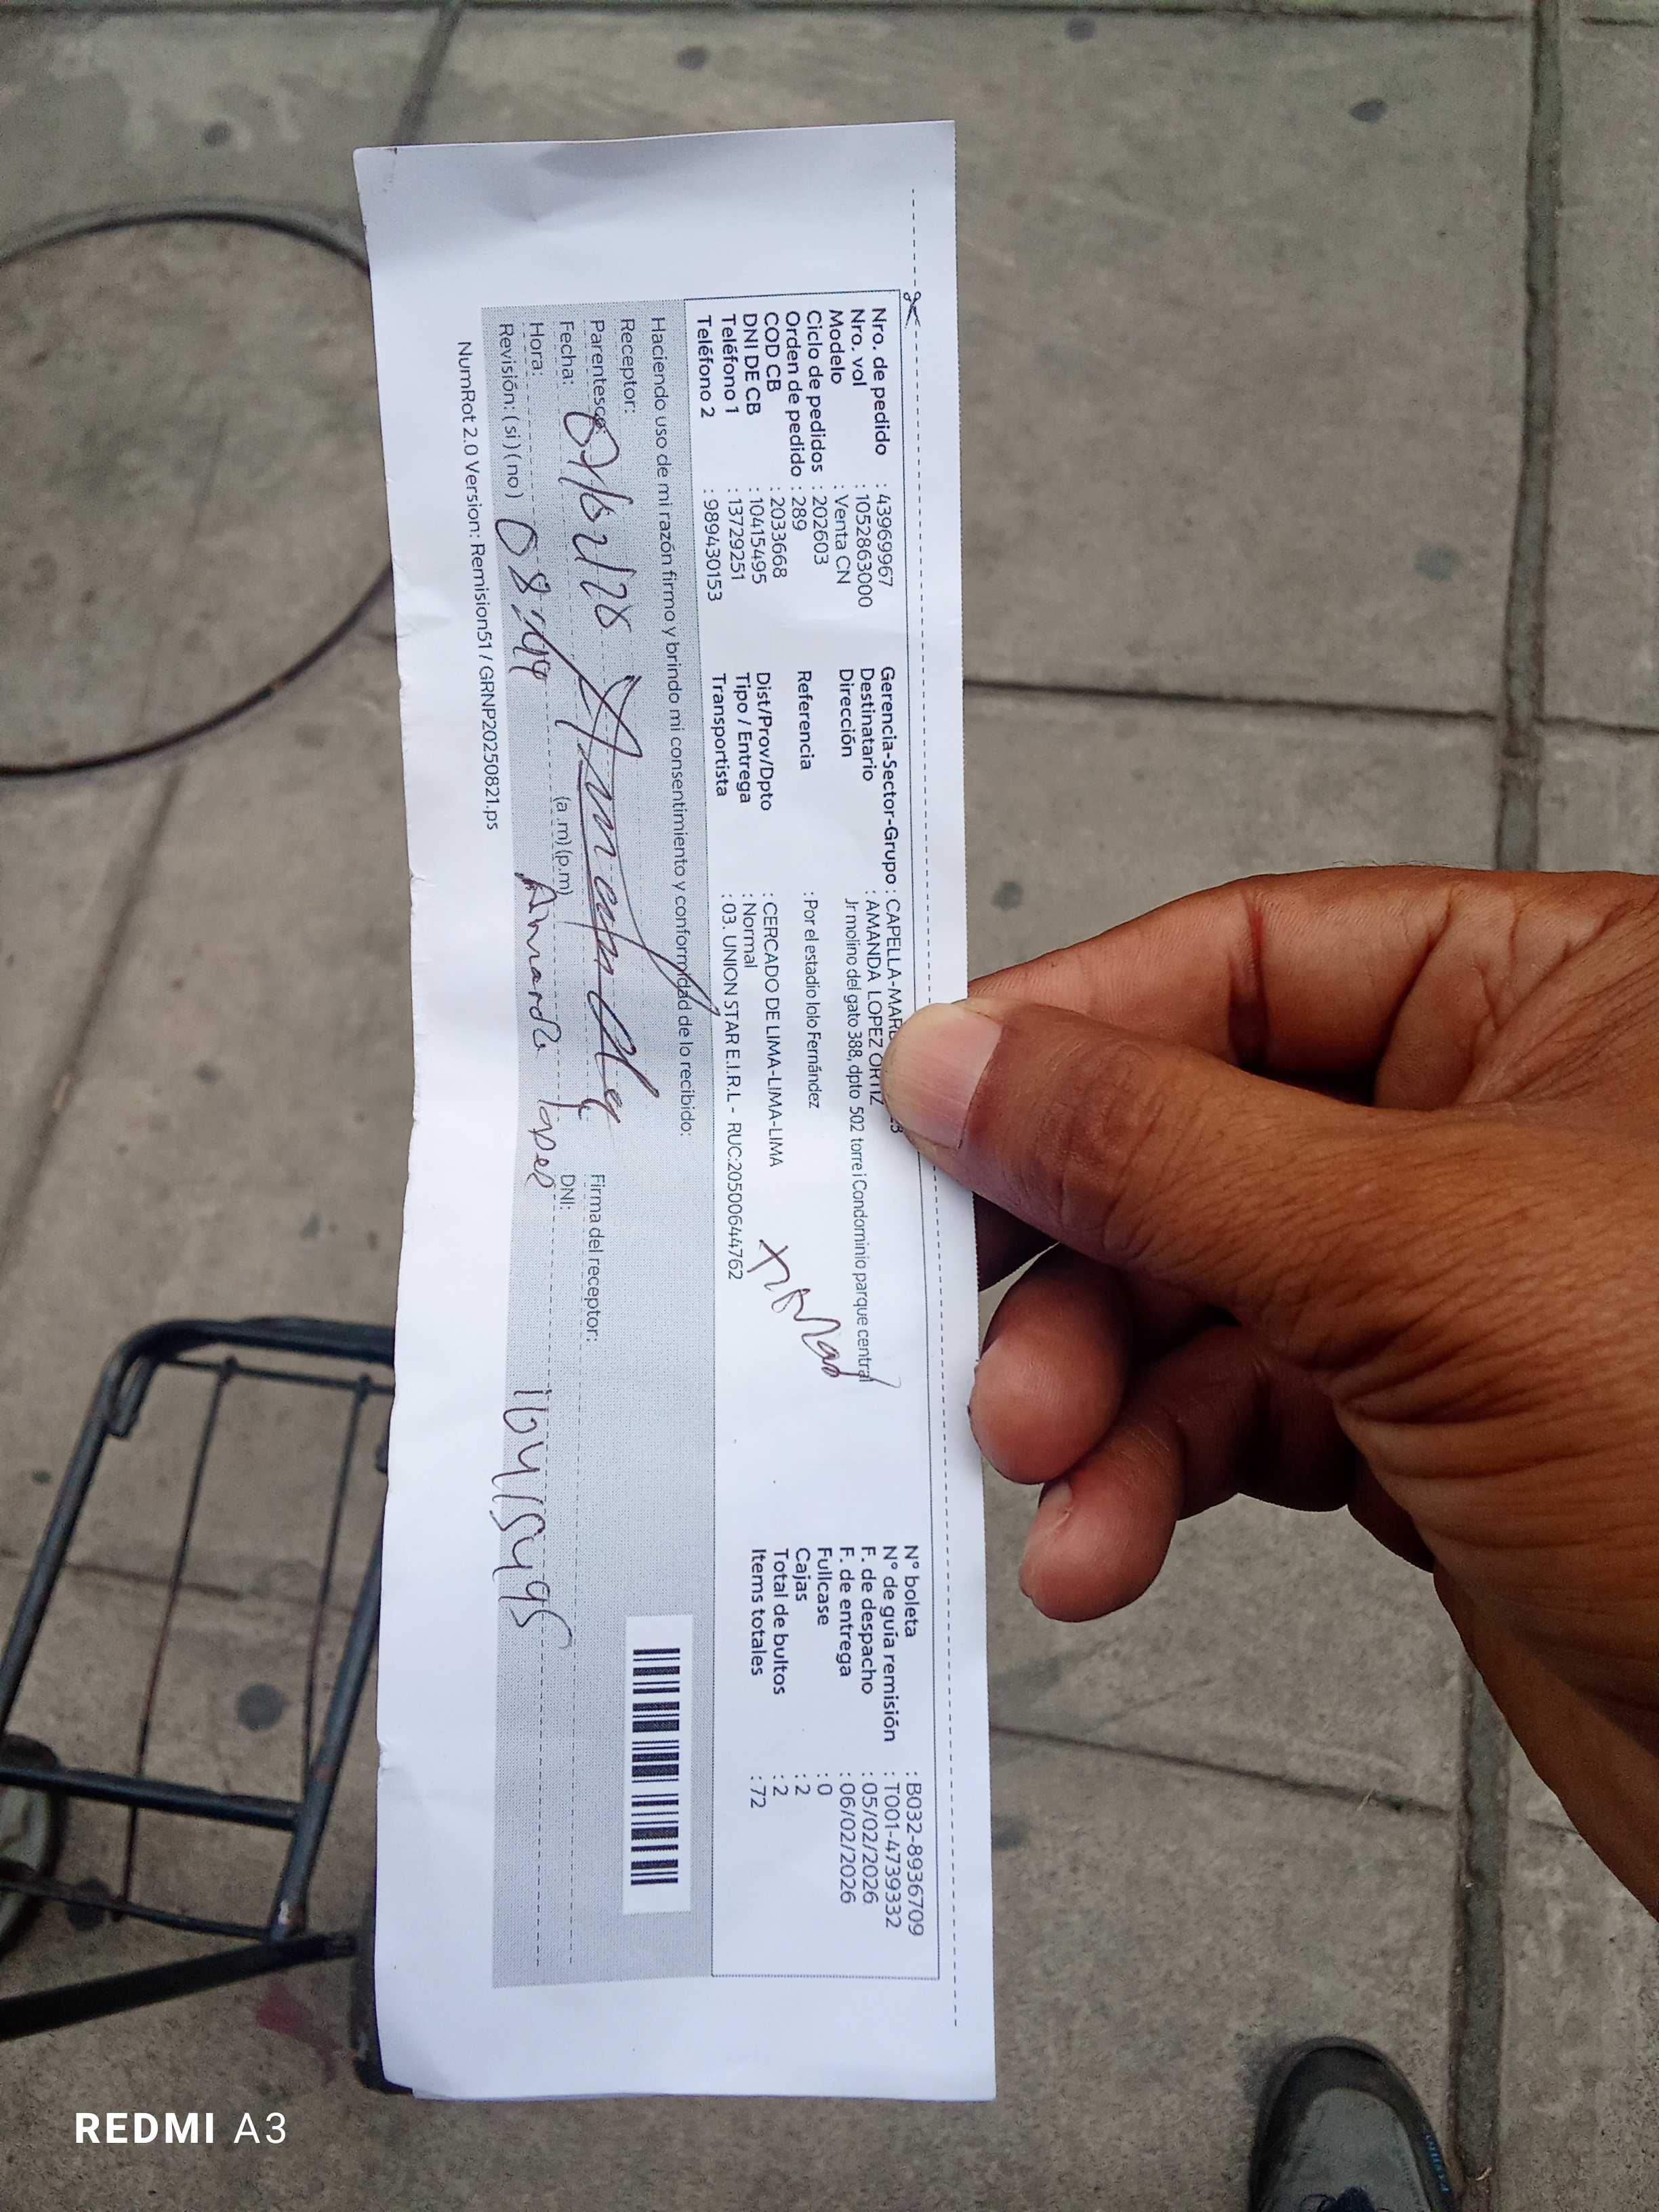 Nro. de pedido : 43969967
Nro. vol : 1052863000
Modelo : Venta CN
Ciclo de pedidos : 202603
Orden de pedido : 289
COD CB : 2033668
DNI DE CB : 10415495
Teléfono 1 : 13729251
Teléfono 2 : 989430153
Gerencia-Sector-Grupo : CAPELLA-MAR
Destinatario : AMANDA LOPEZ ORTIZ
Dirección Jr molino del gato 388, dpto 502 torre i Condominio parque central
Referencia : Por el estadio lolo Fernández
Dist/Prov/Dpto : CERCADO DE LIMA-LIMA-LIMA
Tipo / Entrega : Normal
Transportista : 03. UNION STAR E.I.R.L - RUC:20500644762
N° boleta : B032-8936709
N° de guía remisión : T001-4739332
F. de despacho : 05/02/2026
F. de entrega : 06/02/2026
Fullcase : 0
Cajas : 2
Total de bultos : 2
Items totales : 72
Haciendo uso de mi razón firmo y brindo mi consentimiento y conformidad de lo recibido:
Receptor:
Parentesco:
Fecha:
Hora: (a.m) (p.m)
Revisión: ( si ) ( no )
Firma del receptor:
DNI:
Amanda Lopez
10415495
NumRot 2.0 Version: Remision51 / GRNP20250821.ps
REDMI A3